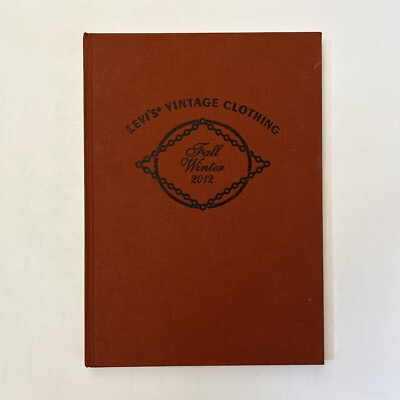 LEVI'S® VINTAGE CLOTHING
Fall
Winter
2012